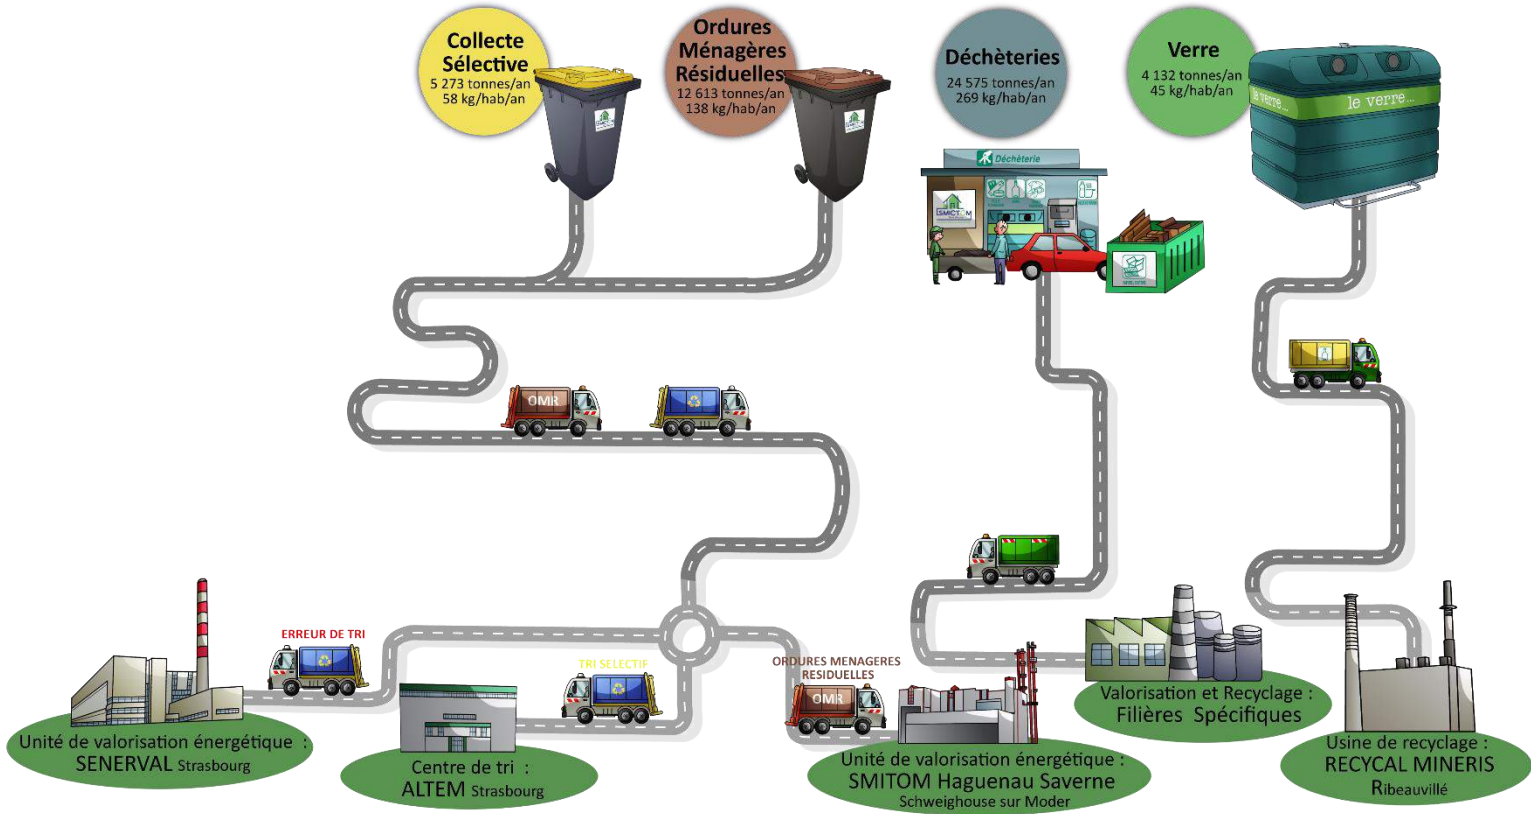 Collecte
Sélective
5 273 tonnes/an
58 kg/hab/an
Ordures
Ménagères
Résiduelles
12 613 tonnes/an
138 kg/hab/an
Déchèteries
24 575 tonnes/an
269 kg/hab/an
Verre
4 132 tonnes/an
45 kg/hab/an
le verre...
le verre...
SMICTOM
SMICTOM
Déchèterie
SMICTOM
OMR
ERREUR DE TRI
TRI SELECTIF
ORDURES MENAGERES
RESIDUELLES
OMR
Unité de valorisation énergétique :
SENERVAL Strasbourg
Centre de tri :
ALTEM Strasbourg
Unité de valorisation énergétique :
SMITOM Haguenau Saverne
Schweighouse sur Moder
Valorisation et Recyclage :
Filières Spécifiques
Usine de recyclage :
RECYCAL MINERIS
Ribeauvillé